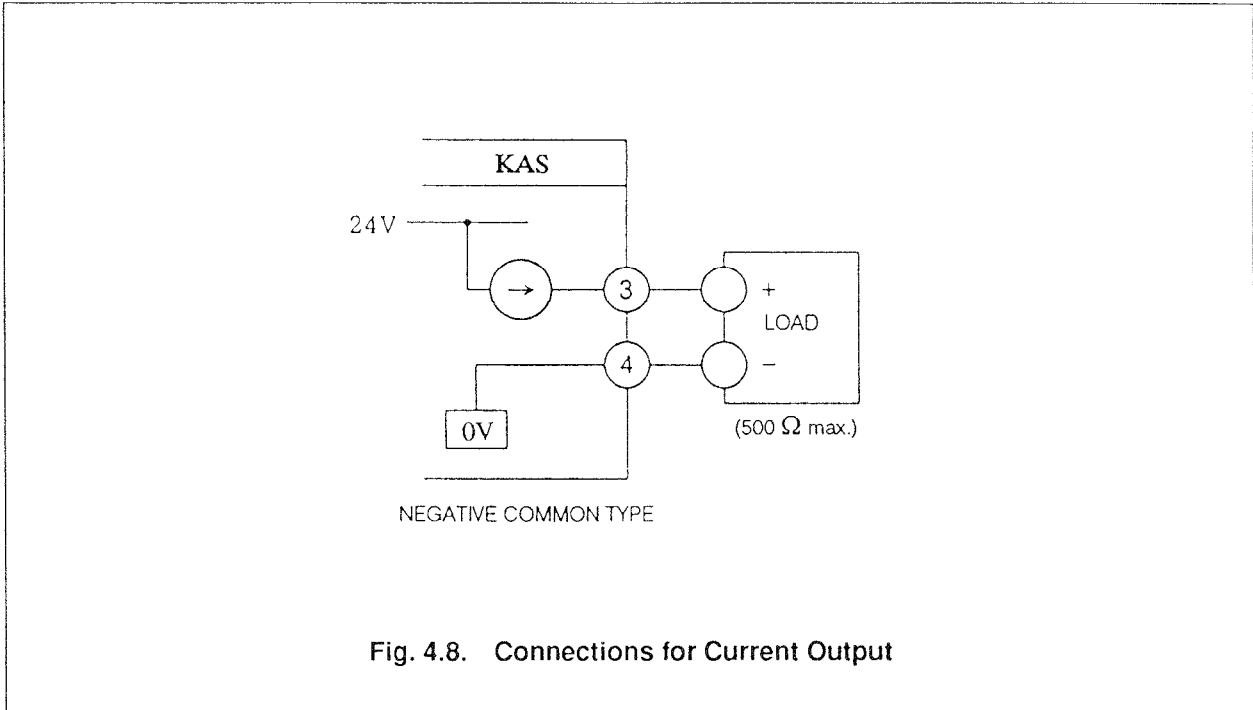 KAS
24V
3
+
LOAD
4
−
0V
(500 Ω max.)
NEGATIVE COMMON TYPE
Fig. 4.8. Connections for Current Output